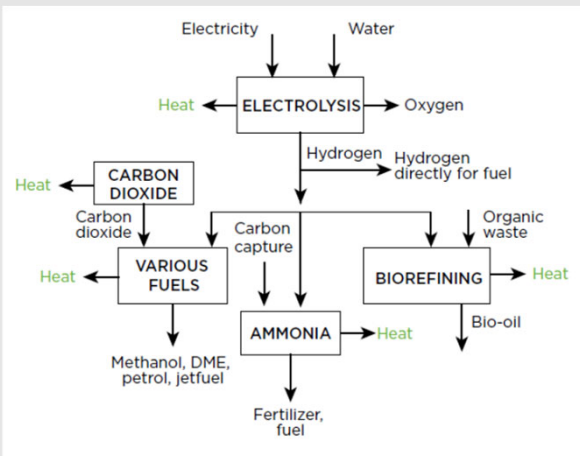 Electricity
Water
Heat
ELECTROLYSIS
Oxygen
Hydrogen
Hydrogen
directly for fuel
Heat
CARBON
DIOXIDE
Carbon
dioxide
Carbon
capture
Organic
waste
Heat
VARIOUS
FUELS
BIOREFINING
Heat
AMMONIA
Heat
Bio-oil
Methanol, DME,
petrol, jetfuel
Fertilizer,
fuel